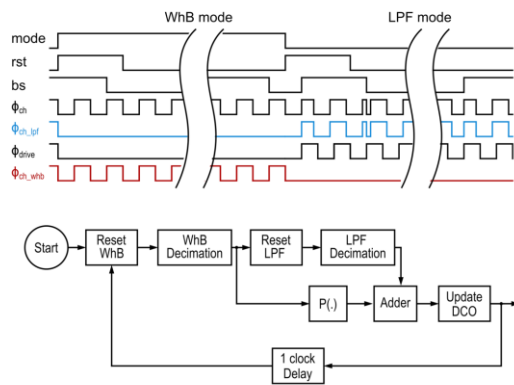 WhB mode LPF mode
mode
rst
bs
ϕch
ϕch_lpf
ϕdrive
ϕch_whb
Start
Reset
WhB
WhB
Decimation
Reset
LPF
LPF
Decimation
P(.)
Adder
Update
DCO
1 clock
Delay